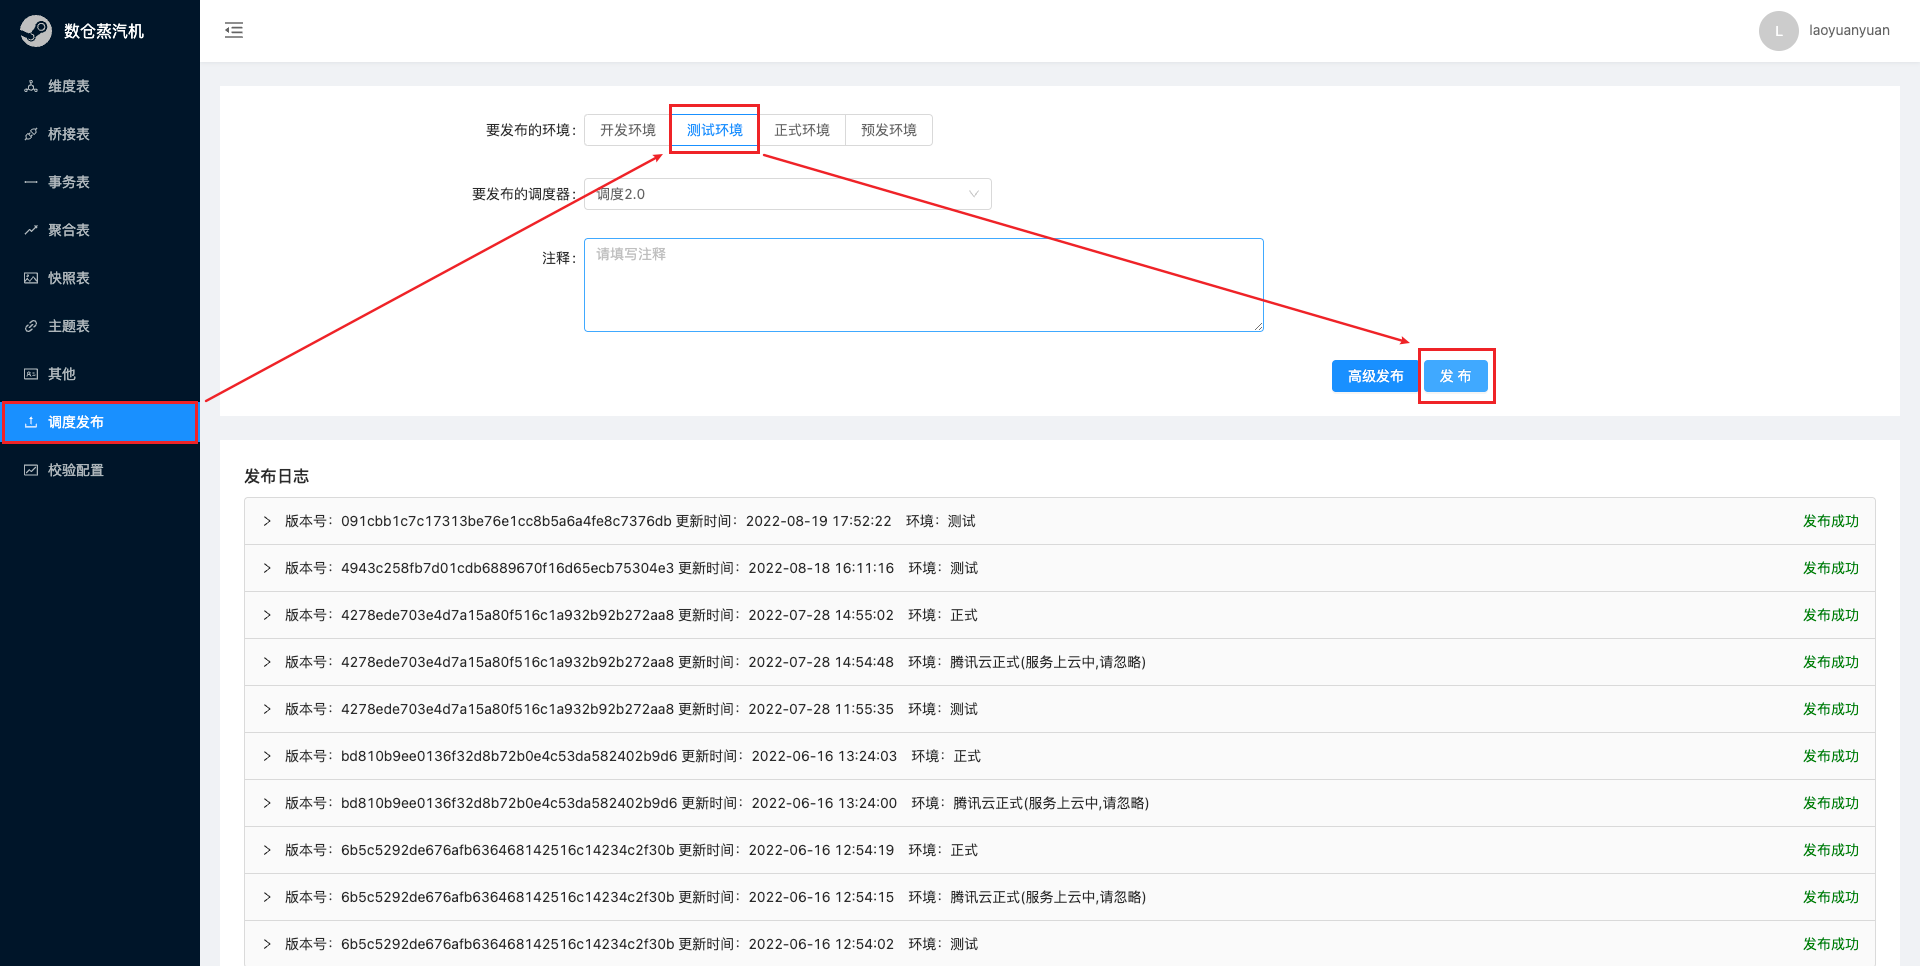 数仓蒸汽机
L
laoyuanyuan
维度表
桥接表
事务表
聚合表
快照表
主题表
其他
调度发布
校验配置
要发布的环境: 开发环境 测试环境 正式环境 预发环境
要发布的调度器: 调度2.0
注释: 请填写注释
高级发布 发 布
发布日志
版本号: 091cbb1c7c17313be76e1cc8b5a6a4fe8c7376db 更新时间: 2022-08-19 17:52:22 环境: 测试 发布成功
版本号: 4943c258fb7d01cdb6889670f16d65ecb75304e3 更新时间: 2022-08-18 16:11:16 环境: 测试 发布成功
版本号: 4278ede703e4d7a15a80f516c1a932b92b272aa8 更新时间: 2022-07-28 14:55:02 环境: 正式 发布成功
版本号: 4278ede703e4d7a15a80f516c1a932b92b272aa8 更新时间: 2022-07-28 14:54:48 环境: 腾讯云正式(服务上云中,请忽略) 发布成功
版本号: 4278ede703e4d7a15a80f516c1a932b92b272aa8 更新时间: 2022-07-28 11:55:35 环境: 测试 发布成功
版本号: bd810b9ee0136f32d8b72b0e4c53da582402b9d6 更新时间: 2022-06-16 13:24:03 环境: 正式 发布成功
版本号: bd810b9ee0136f32d8b72b0e4c53da582402b9d6 更新时间: 2022-06-16 13:24:00 环境: 腾讯云正式(服务上云中,请忽略) 发布成功
版本号: 6b5c5292de676afb636468142516c14234c2f30b 更新时间: 2022-06-16 12:54:19 环境: 正式 发布成功
版本号: 6b5c5292de676afb636468142516c14234c2f30b 更新时间: 2022-06-16 12:54:15 环境: 腾讯云正式(服务上云中,请忽略) 发布成功
版本号: 6b5c5292de676afb636468142516c14234c2f30b 更新时间: 2022-06-16 12:54:02 环境: 测试 发布成功